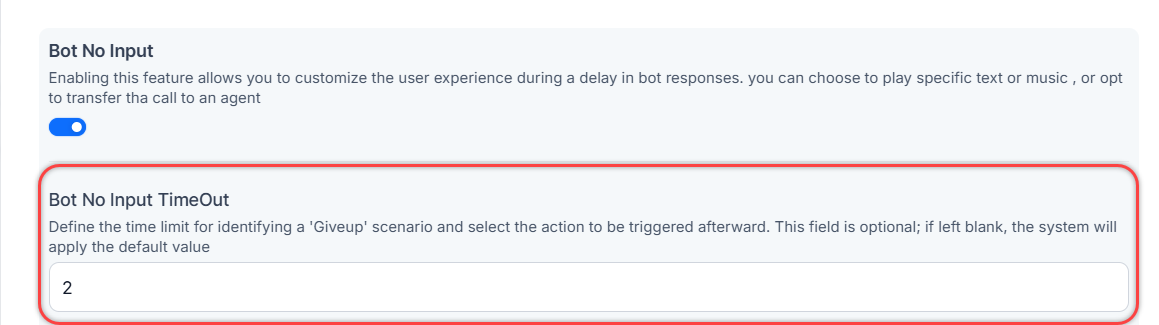 Bot No Input
Enabling this feature allows you to customize the user experience during a delay in bot responses. you can choose to play specific text or music , or opt
to transfer tha call to an agent
Bot No Input TimeOut
Define the time limit for identifying a 'Giveup' scenario and select the action to be triggered afterward. This field is optional; if left blank, the system will
apply the default value
2